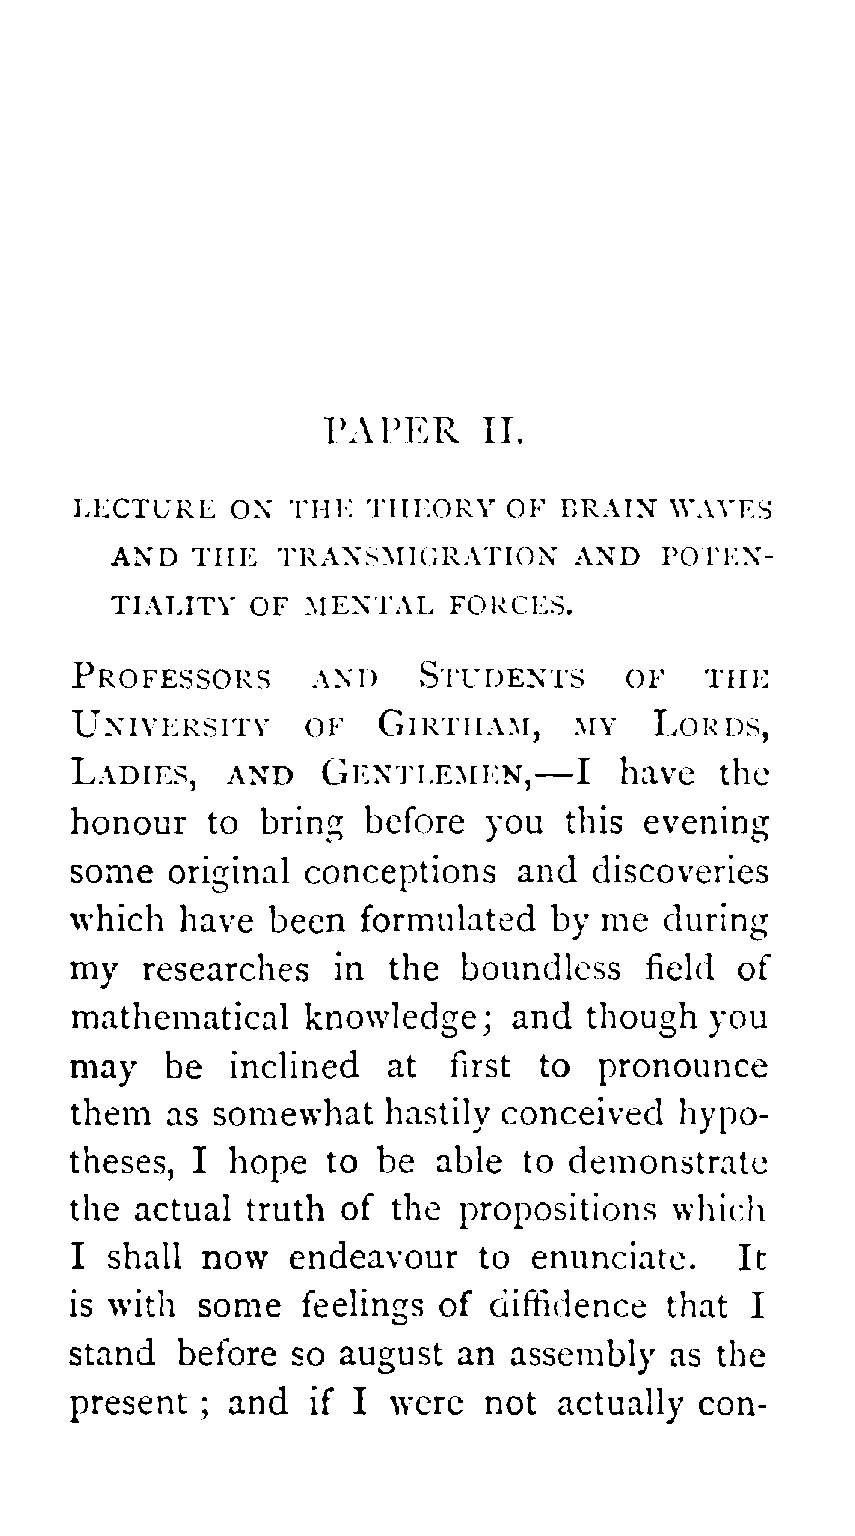 PAPER II.
LECTURE ON THE THEORY OF BRAIN WAVES
AND THE TRANSMIGRATION AND POTEN-
TIALITY OF MENTAL FORCES.
PROFESSORS AND STUDENTS OF THE
UNIVERSITY OF GIRTHAM, MY LORDS,
LADIES, AND GENTLEMEN,—I have the
honour to bring before you this evening
some original conceptions and discoveries
which have been formulated by me during
my researches in the boundless field of
mathematical knowledge; and though you
may be inclined at first to pronounce
them as somewhat hastily conceived hypo-
theses, I hope to be able to demonstrate
the actual truth of the propositions which
I shall now endeavour to enunciate. It
is with some feelings of diffidence that I
stand before so august an assembly as the
present ; and if I were not actually con-